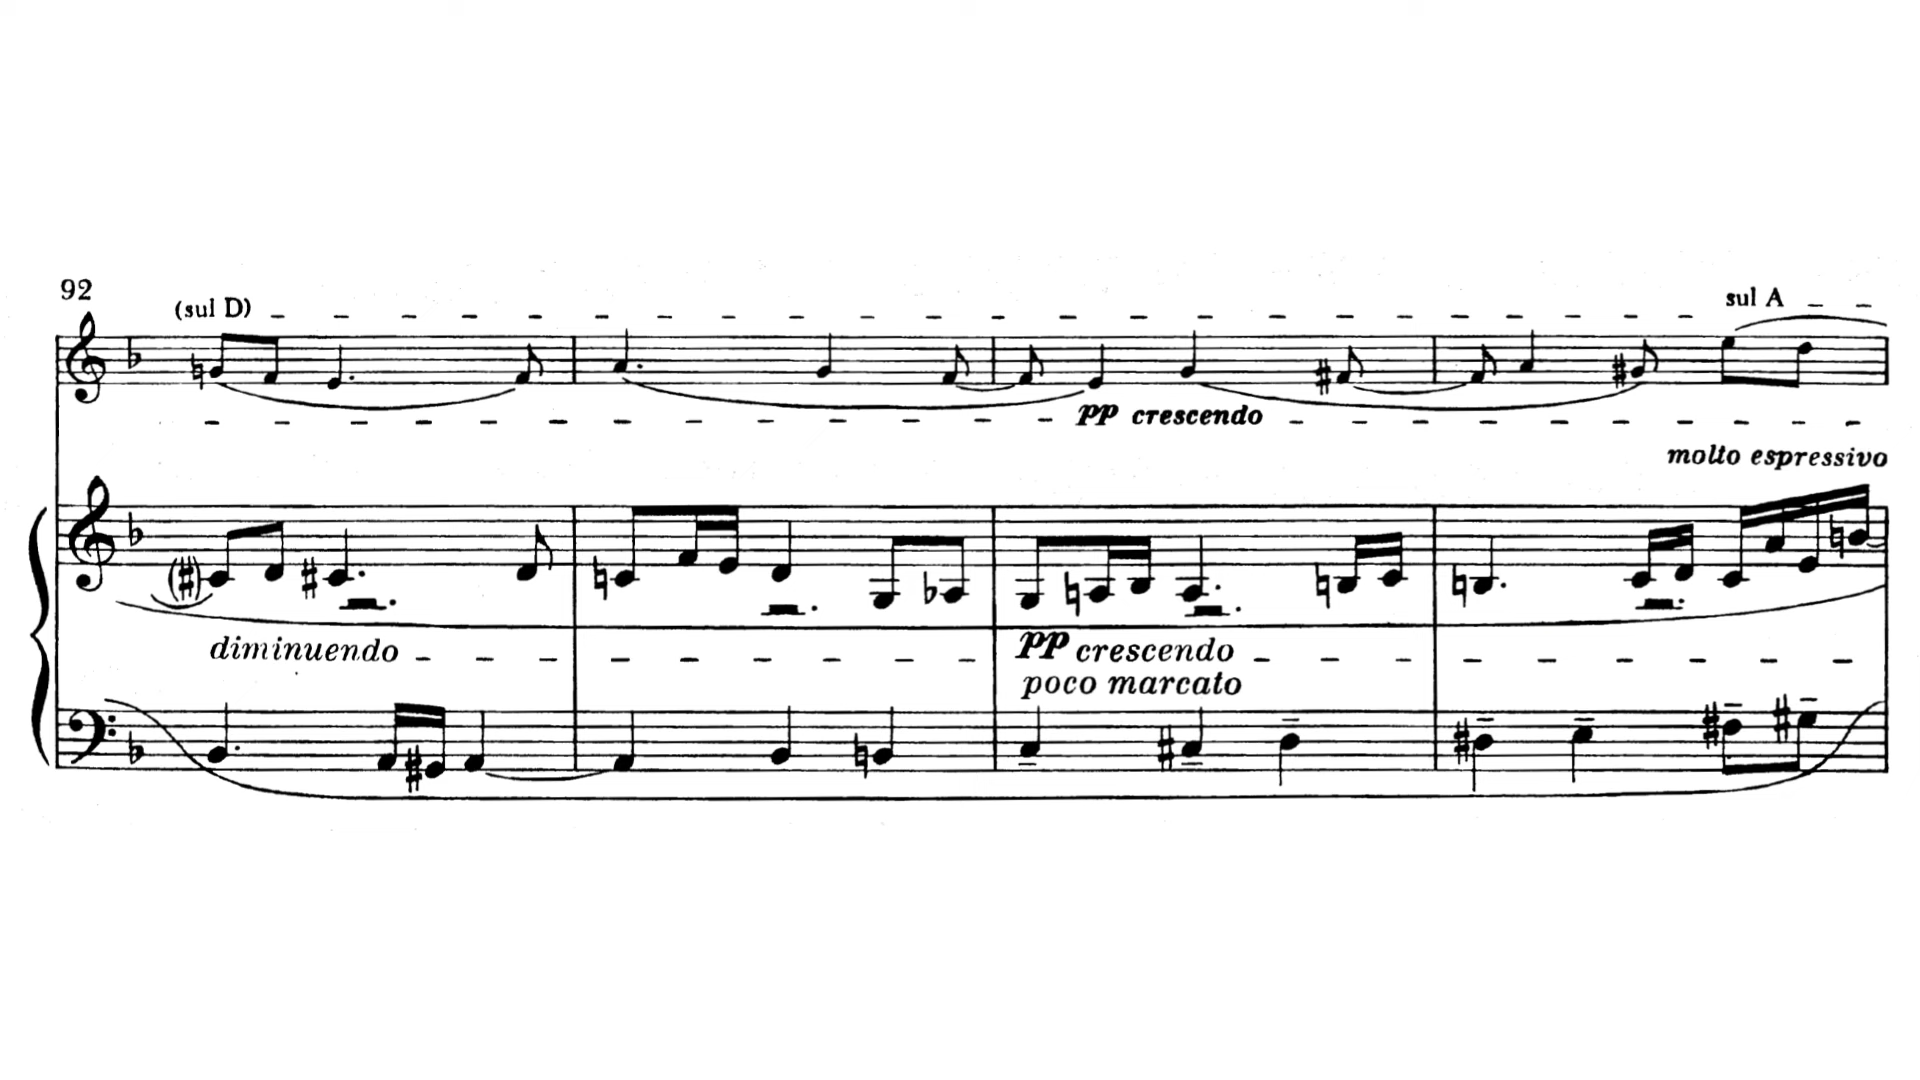 92
(sul D)
sul A
pp crescendo
molto espressivo
diminuendo
pp crescendo
poco marcato